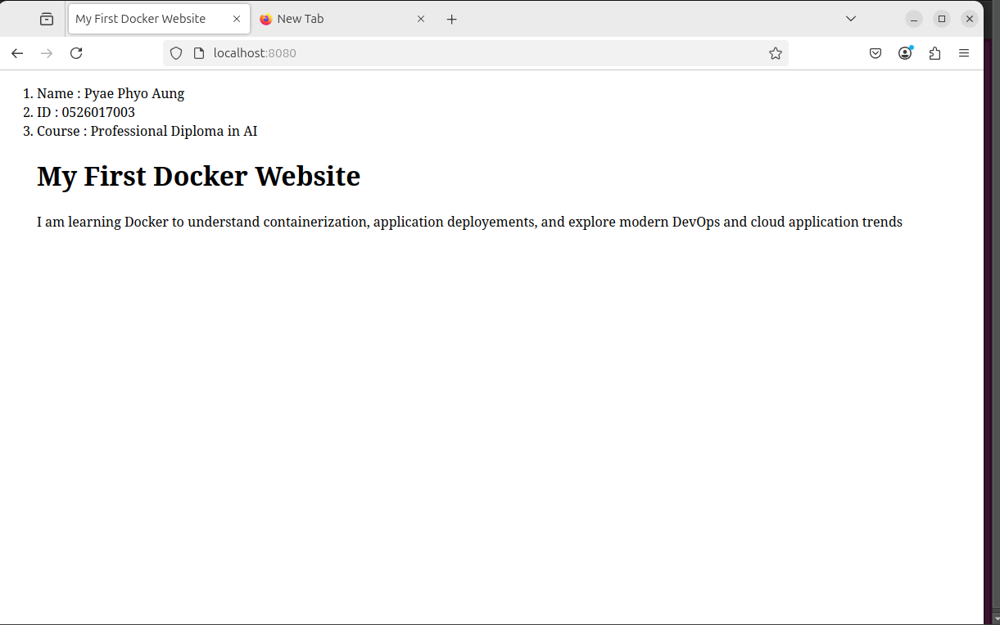 My First Docker Website
New Tab
localhost:8080
1. Name : Pyae Phyo Aung
2. ID : 0526017003
3. Course : Professional Diploma in AI
My First Docker Website
I am learning Docker to understand containerization, application deployements, and explore modern DevOps and cloud application trends